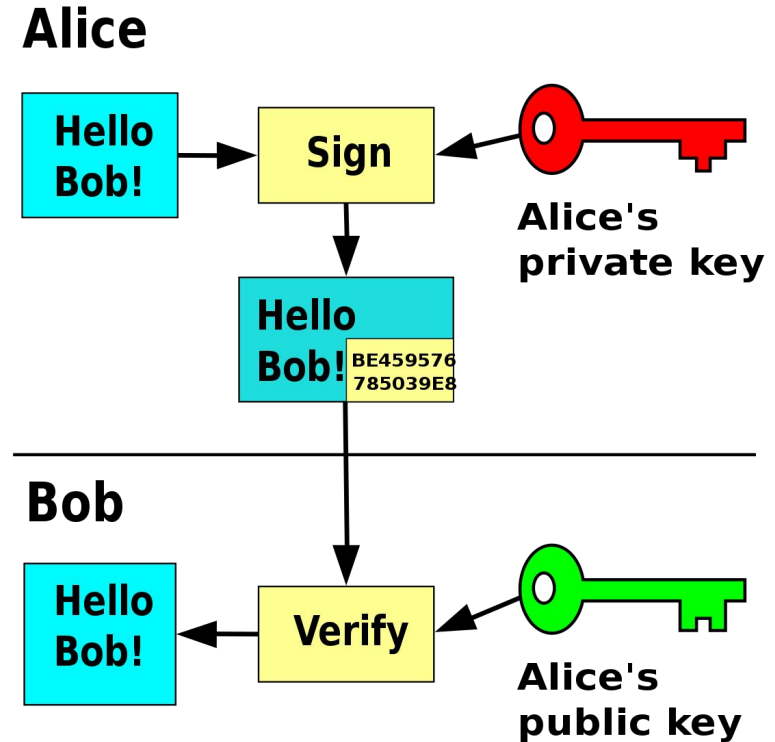 Alice
Hello
Bob!
Sign
Alice's
private key
Hello
Bob!
BE459576
785039E8
Bob
Hello
Bob!
Verify
Alice's
public key